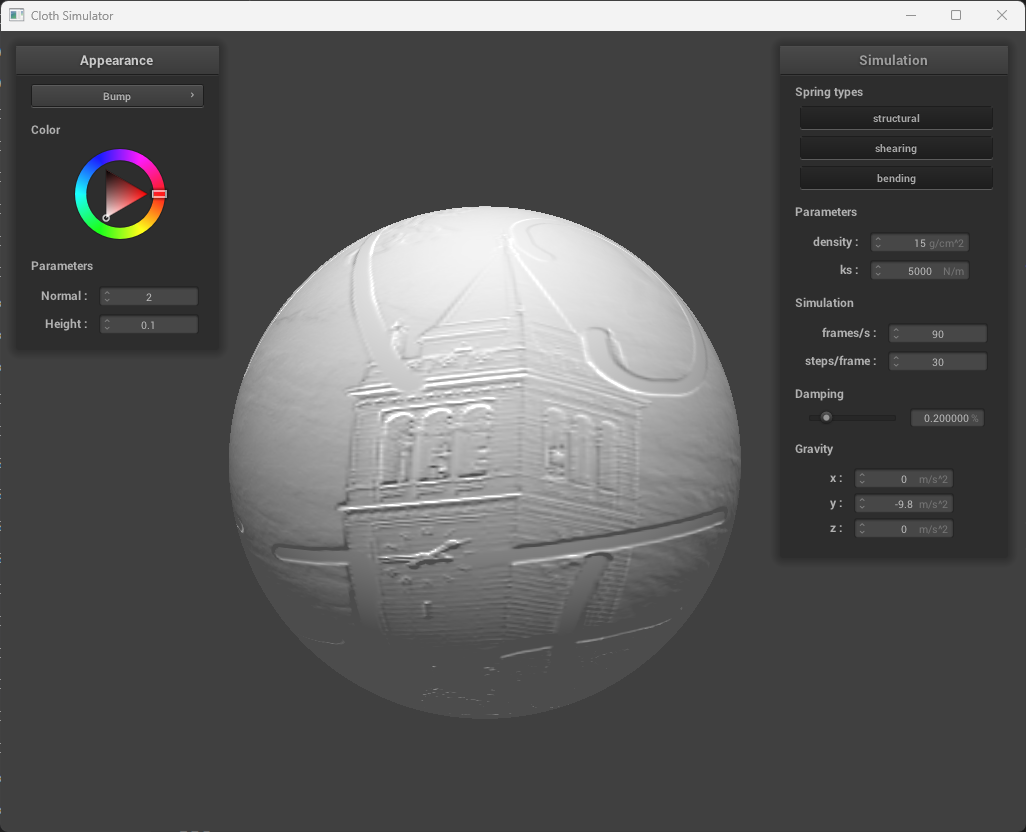 Cloth Simulator
Appearance
Bump
Color
Parameters
Normal : 2
Height : 0.1
Simulation
Spring types
structural
shearing
bending
Parameters
density : 15 g/cm^2
ks : 5000 N/m
Simulation
frames/s : 90
steps/frame : 30
Damping
0.200000 %
Gravity
x : 0 m/s^2
y : -9.8 m/s^2
z : 0 m/s^2